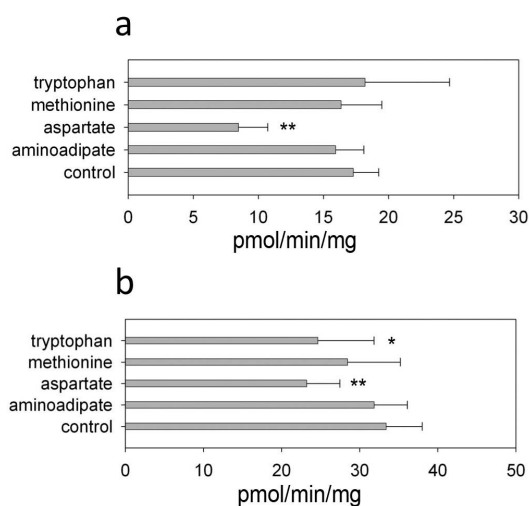 a
tryptophan
methionine
aspartate **
aminoadipate
control
0 5 10 15 20 25 30
pmol/min/mg
b
tryptophan *
methionine
aspartate **
aminoadipate
control
0 10 20 30 40 50
pmol/min/mg